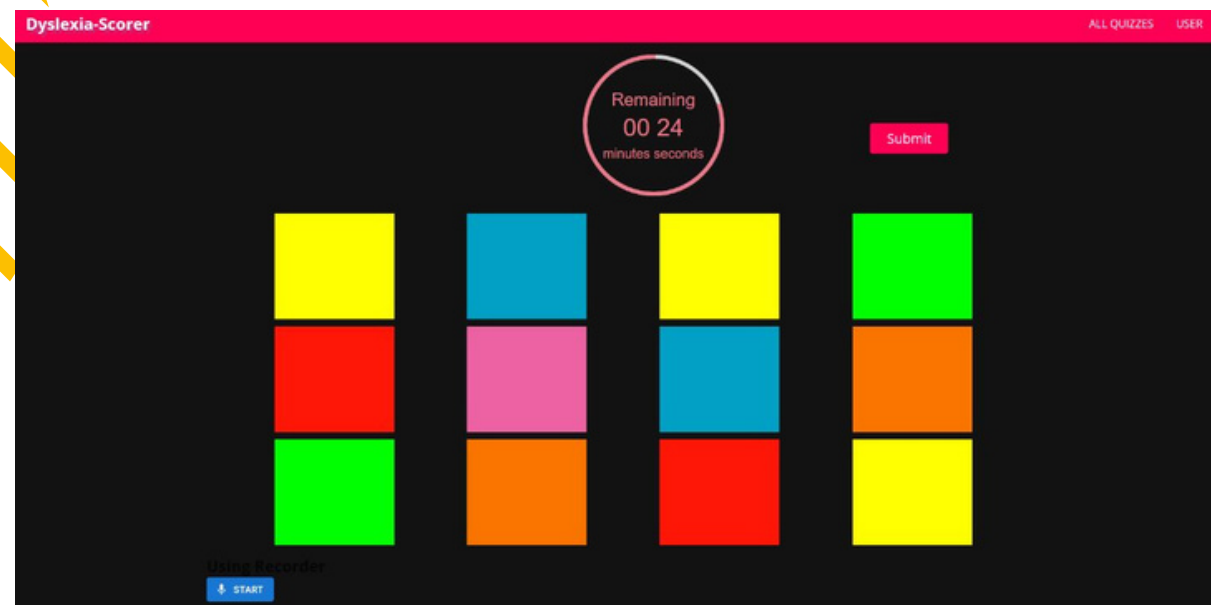 Dyslexia-Scorer
ALL QUIZZES USER
Remaining
00 24
minutes seconds
Submit
Using Recorder
START